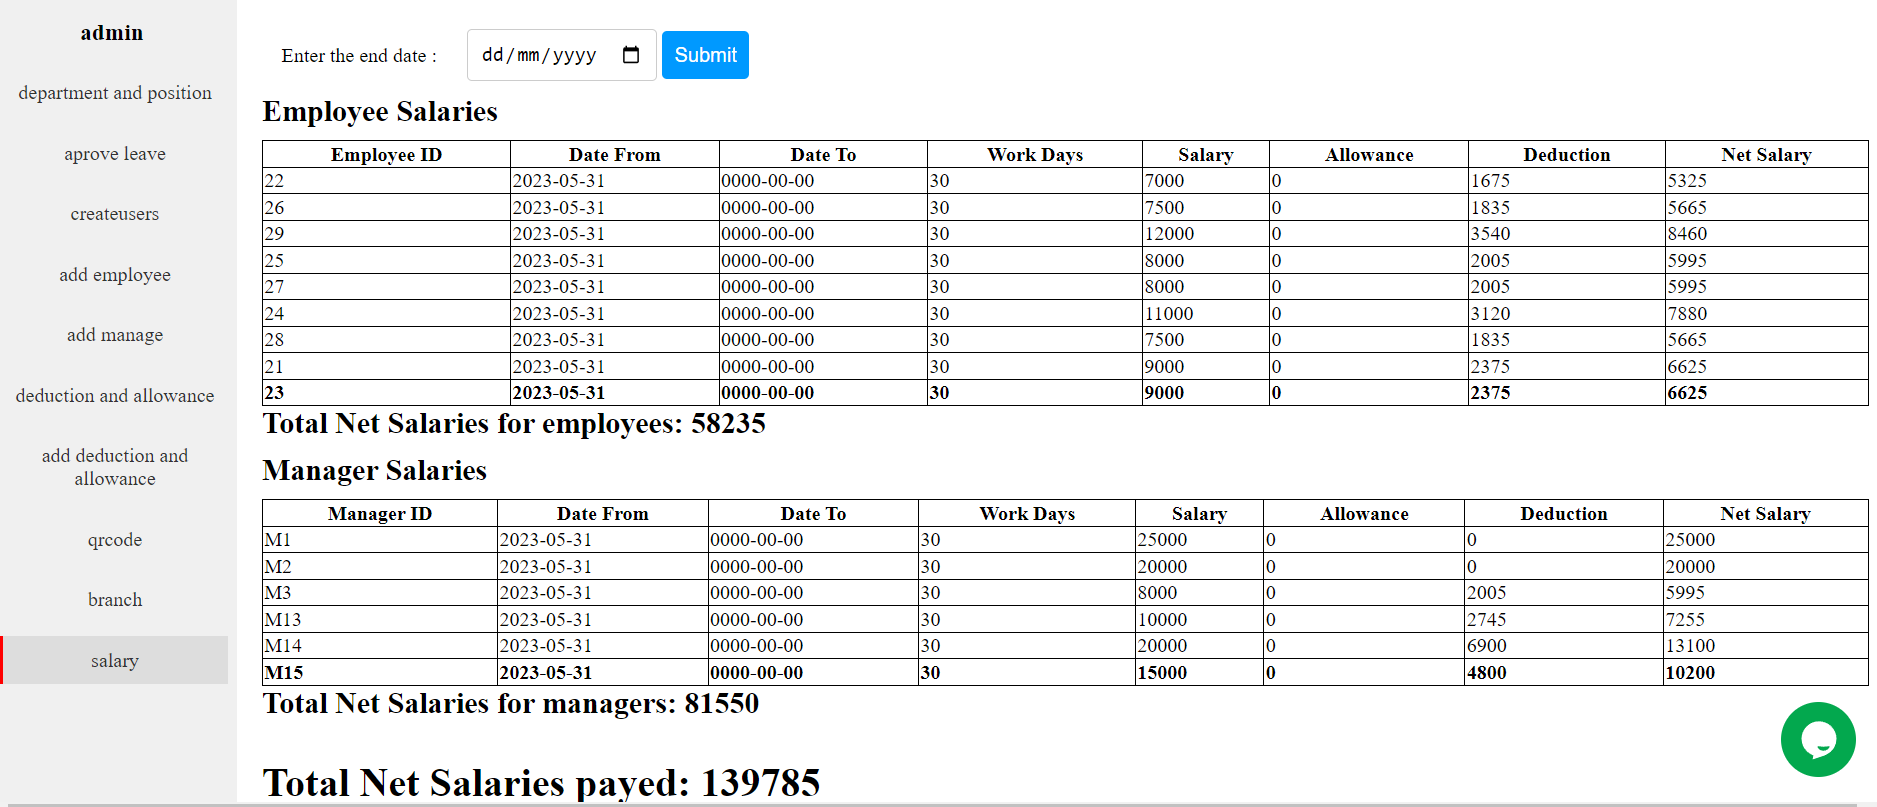 admin
department and position
aprove leave
createusers
add employee
add manage
deduction and allowance
add deduction and
allowance
qrcode
branch
salary
Enter the end date : dd/mm/yyyy Submit
Employee Salaries
Employee ID Date From Date To Work Days Salary Allowance Deduction Net Salary
22 2023-05-31 0000-00-00 30 7000 0 1675 5325
26 2023-05-31 0000-00-00 30 7500 0 1835 5665
29 2023-05-31 0000-00-00 30 12000 0 3540 8460
25 2023-05-31 0000-00-00 30 8000 0 2005 5995
27 2023-05-31 0000-00-00 30 8000 0 2005 5995
24 2023-05-31 0000-00-00 30 11000 0 3120 7880
28 2023-05-31 0000-00-00 30 7500 0 1835 5665
21 2023-05-31 0000-00-00 30 9000 0 2375 6625
23 2023-05-31 0000-00-00 30 9000 0 2375 6625
Total Net Salaries for employees: 58235
Manager Salaries
Manager ID Date From Date To Work Days Salary Allowance Deduction Net Salary
M1 2023-05-31 0000-00-00 30 25000 0 0 25000
M2 2023-05-31 0000-00-00 30 20000 0 0 20000
M3 2023-05-31 0000-00-00 30 8000 0 2005 5995
M13 2023-05-31 0000-00-00 30 10000 0 2745 7255
M14 2023-05-31 0000-00-00 30 20000 0 6900 13100
M15 2023-05-31 0000-00-00 30 15000 0 4800 10200
Total Net Salaries for managers: 81550
Total Net Salaries payed: 139785